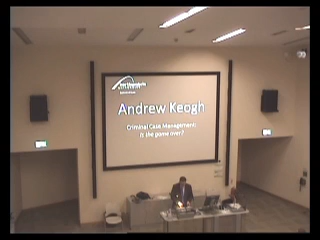 Andrew Keogh
Criminal Case Management:
is the game over?